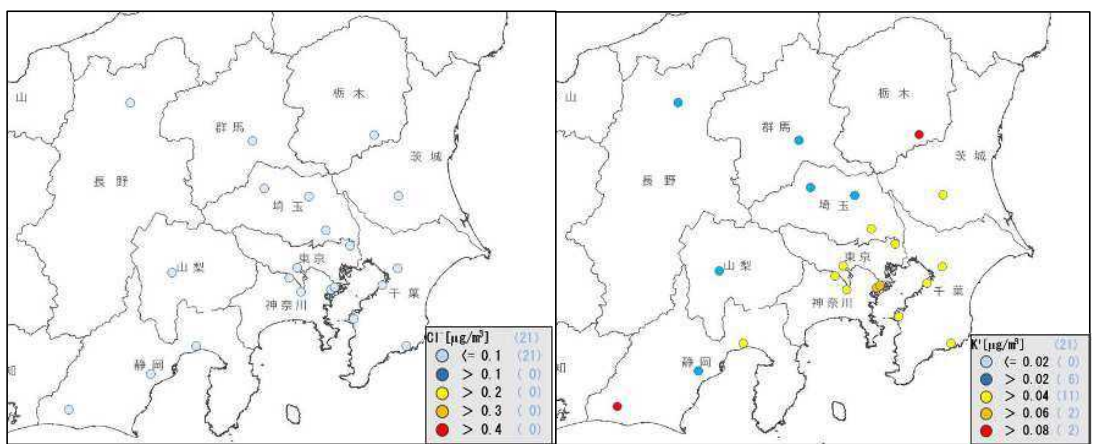 山
栃木
群馬
茨城
長野
埼玉
東京
山梨
千葉
神奈川
静岡
知
Cl⁻[μg/m³] (21)
<= 0.1 (21)
> 0.1 ( 0)
> 0.2 ( 0)
> 0.3 ( 0)
> 0.4 ( 0)
山
栃木
群馬
茨城
長野
埼玉
東京
山梨
千葉
神奈川
静岡
知
K⁺[μg/m³] (21)
<= 0.02 ( 0)
> 0.02 ( 6)
> 0.04 (11)
> 0.06 ( 2)
> 0.08 ( 2)